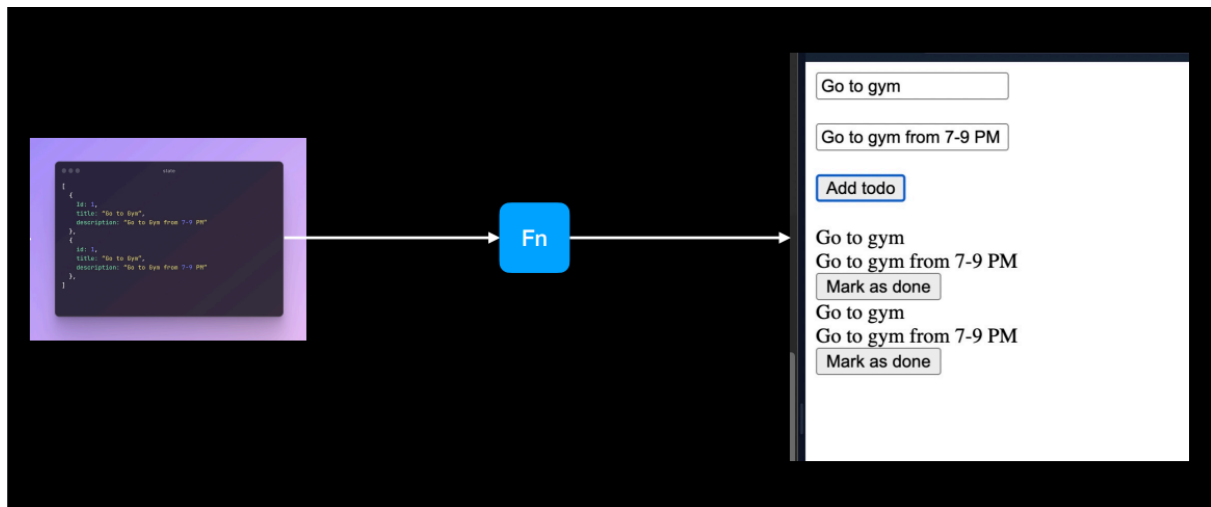 state
[
{
id: 1,
title: "Go to Gym",
description: "Go to Gym from 7-9 PM"
},
{
id: 1,
title: "Go to Gym",
description: "Go to Gym from 7-9 PM"
},
]
Fn
Go to gym
Go to gym from 7-9 PM
Add todo
Go to gym
Go to gym from 7-9 PM
Mark as done
Go to gym
Go to gym from 7-9 PM
Mark as done